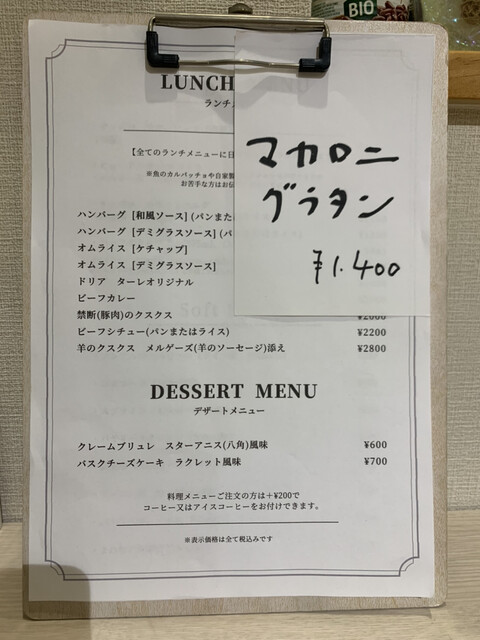 BIO
LUNCH
ランチ
マカロニ
グラタン
¥1.400
【全てのランチメニューに日
※魚のカルパッチョや自家製
お苦手な方はお伝
ハンバーグ [和風ソース] (パンまた
ハンバーグ [デミグラスソース] (パ
オムライス [ケチャップ]
オムライス [デミグラスソース]
ドリア ターレオリジナル
ビーフカレー
禁断(豚肉)のクスクス ¥2000
ビーフシチュー(パンまたはライス) ¥2200
羊のクスクス メルゲーズ(羊のソーセージ)添え ¥2800
DESSERT MENU
デザートメニュー
クレームブリュレ スターアニス(八角)風味 ¥600
バスクチーズケーキ ラクレット風味 ¥700
料理メニューご注文の方は＋¥200で
コーヒー又はアイスコーヒーをお付けできます。
※表示価格は全て税込みです